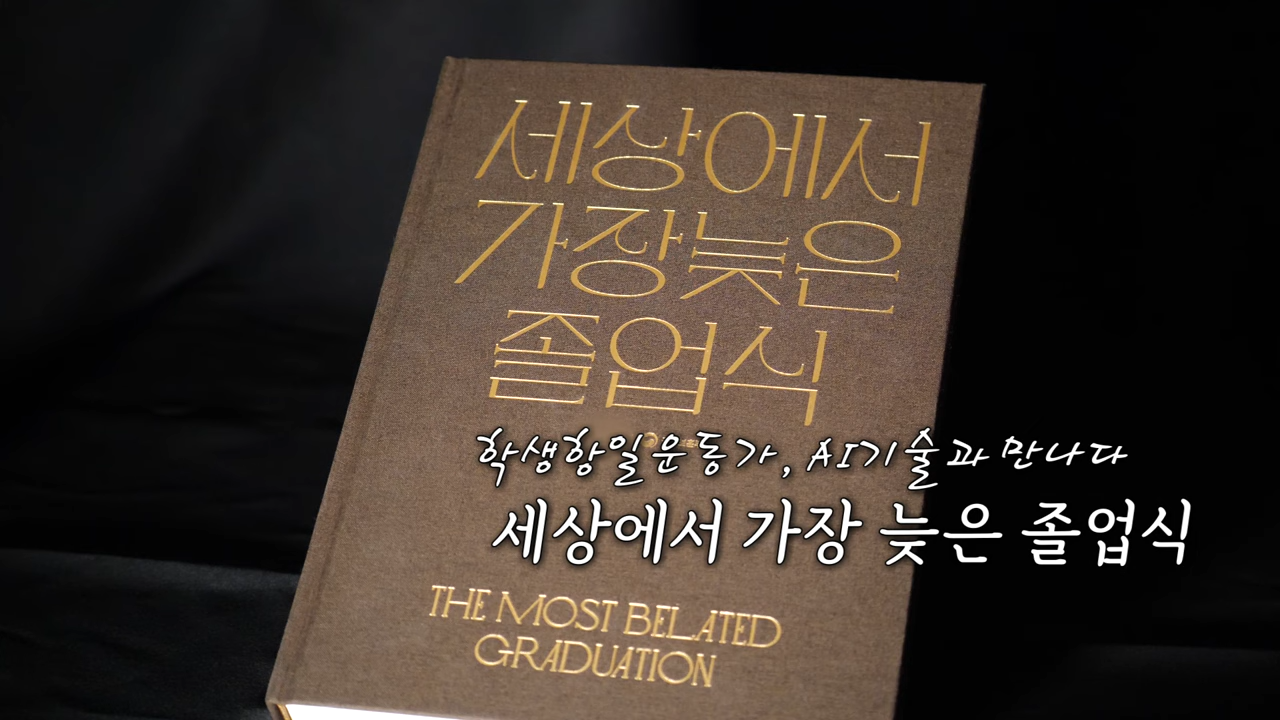 세상에서
가장 늦은
졸업식
학생항일운동가, AI기술과 만나다
세상에서 가장 늦은 졸업식
THE MOST BELATED
GRADUATION